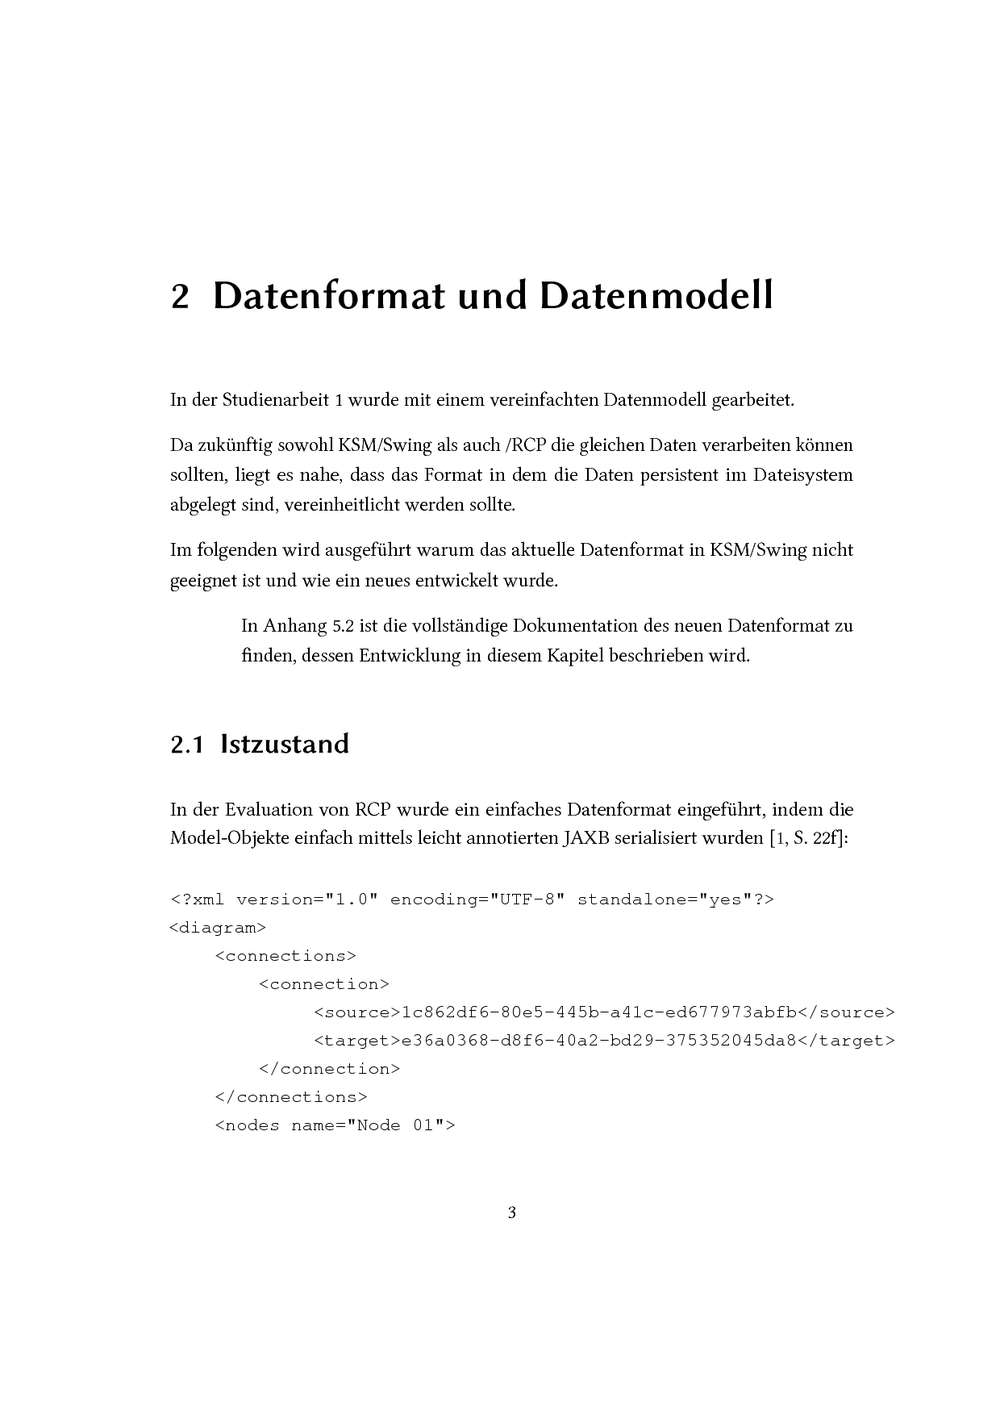 2 Datenformat und Datenmodell
In der Studienarbeit 1 wurde mit einem vereinfachten Datenmodell gearbeitet.
Da zukünftig sowohl KSM/Swing als auch /RCP die gleichen Daten verarbeiten können
sollten, liegt es nahe, dass das Format in dem die Daten persistent im Dateisystem
abgelegt sind, vereinheitlicht werden sollte.
Im folgenden wird ausgeführt warum das aktuelle Datenformat in KSM/Swing nicht
geeignet ist und wie ein neues entwickelt wurde.
In Anhang 5.2 ist die vollständige Dokumentation des neuen Datenformat zu
finden, dessen Entwicklung in diesem Kapitel beschrieben wird.
2.1 Istzustand
In der Evaluation von RCP wurde ein einfaches Datenformat eingeführt, indem die
Model-Objekte einfach mittels leicht annotierten JAXB serialisiert wurden [1, S. 22f]:
<?xml version="1.0" encoding="UTF-8" standalone="yes"?>
<diagram>
    <connections>
        <connection>
             <source>1c862df6-80e5-445b-a41c-ed677973abfb</source>
             <target>e36a0368-d8f6-40a2-bd29-375352045da8</target>
        </connection>
    </connections>
    <nodes name="Node 01">
3